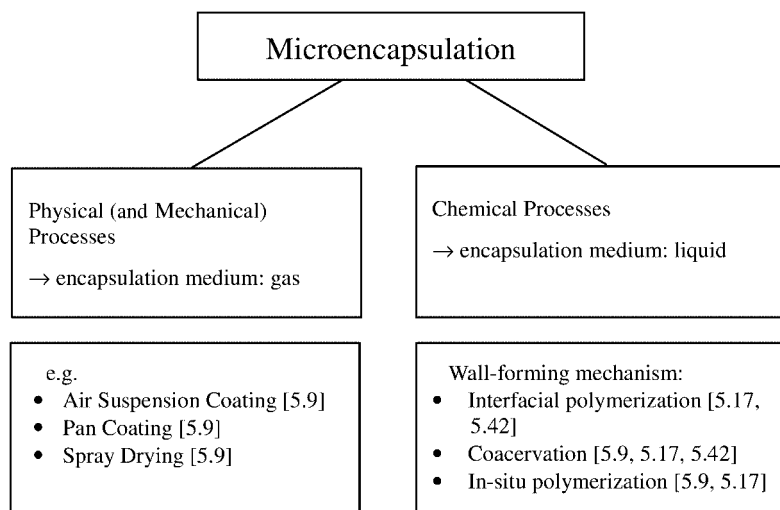 Microencapsulation
Physical (and Mechanical)
Processes
→ encapsulation medium: gas
Chemical Processes
→ encapsulation medium: liquid
e.g.
• Air Suspension Coating [5.9]
• Pan Coating [5.9]
• Spray Drying [5.9]
Wall-forming mechanism:
• Interfacial polymerization [5.17,
5.42]
• Coacervation [5.9, 5.17, 5.42]
• In-situ polymerization [5.9, 5.17]